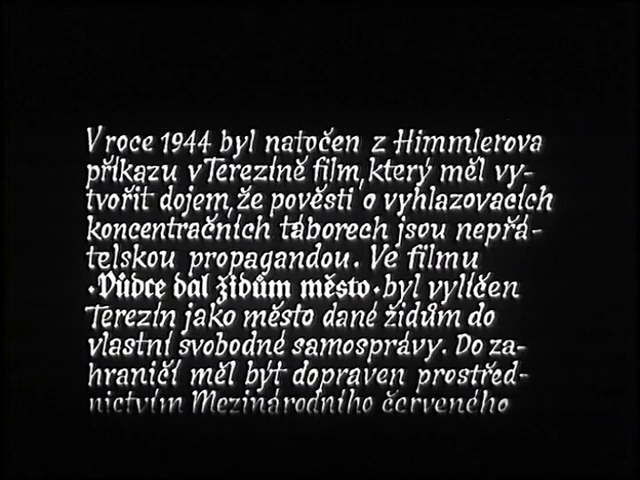 V roce 1944 byl natočen z Himmlerova
příkazu v Terezíně film, který měl vy-
tvořit dojem, že pověsti o vyhlazovacích
koncentračních táborech jsou nepřá-
telskou propagandou. Ve filmu
·Vůdce dal židům město· byl vylíčen
Terezín jako město dané židům do
vlastní svobodné samosprávy. Do za-
hraničí měl být dopraven prostřed-
nictvím Mezinárodního červeného